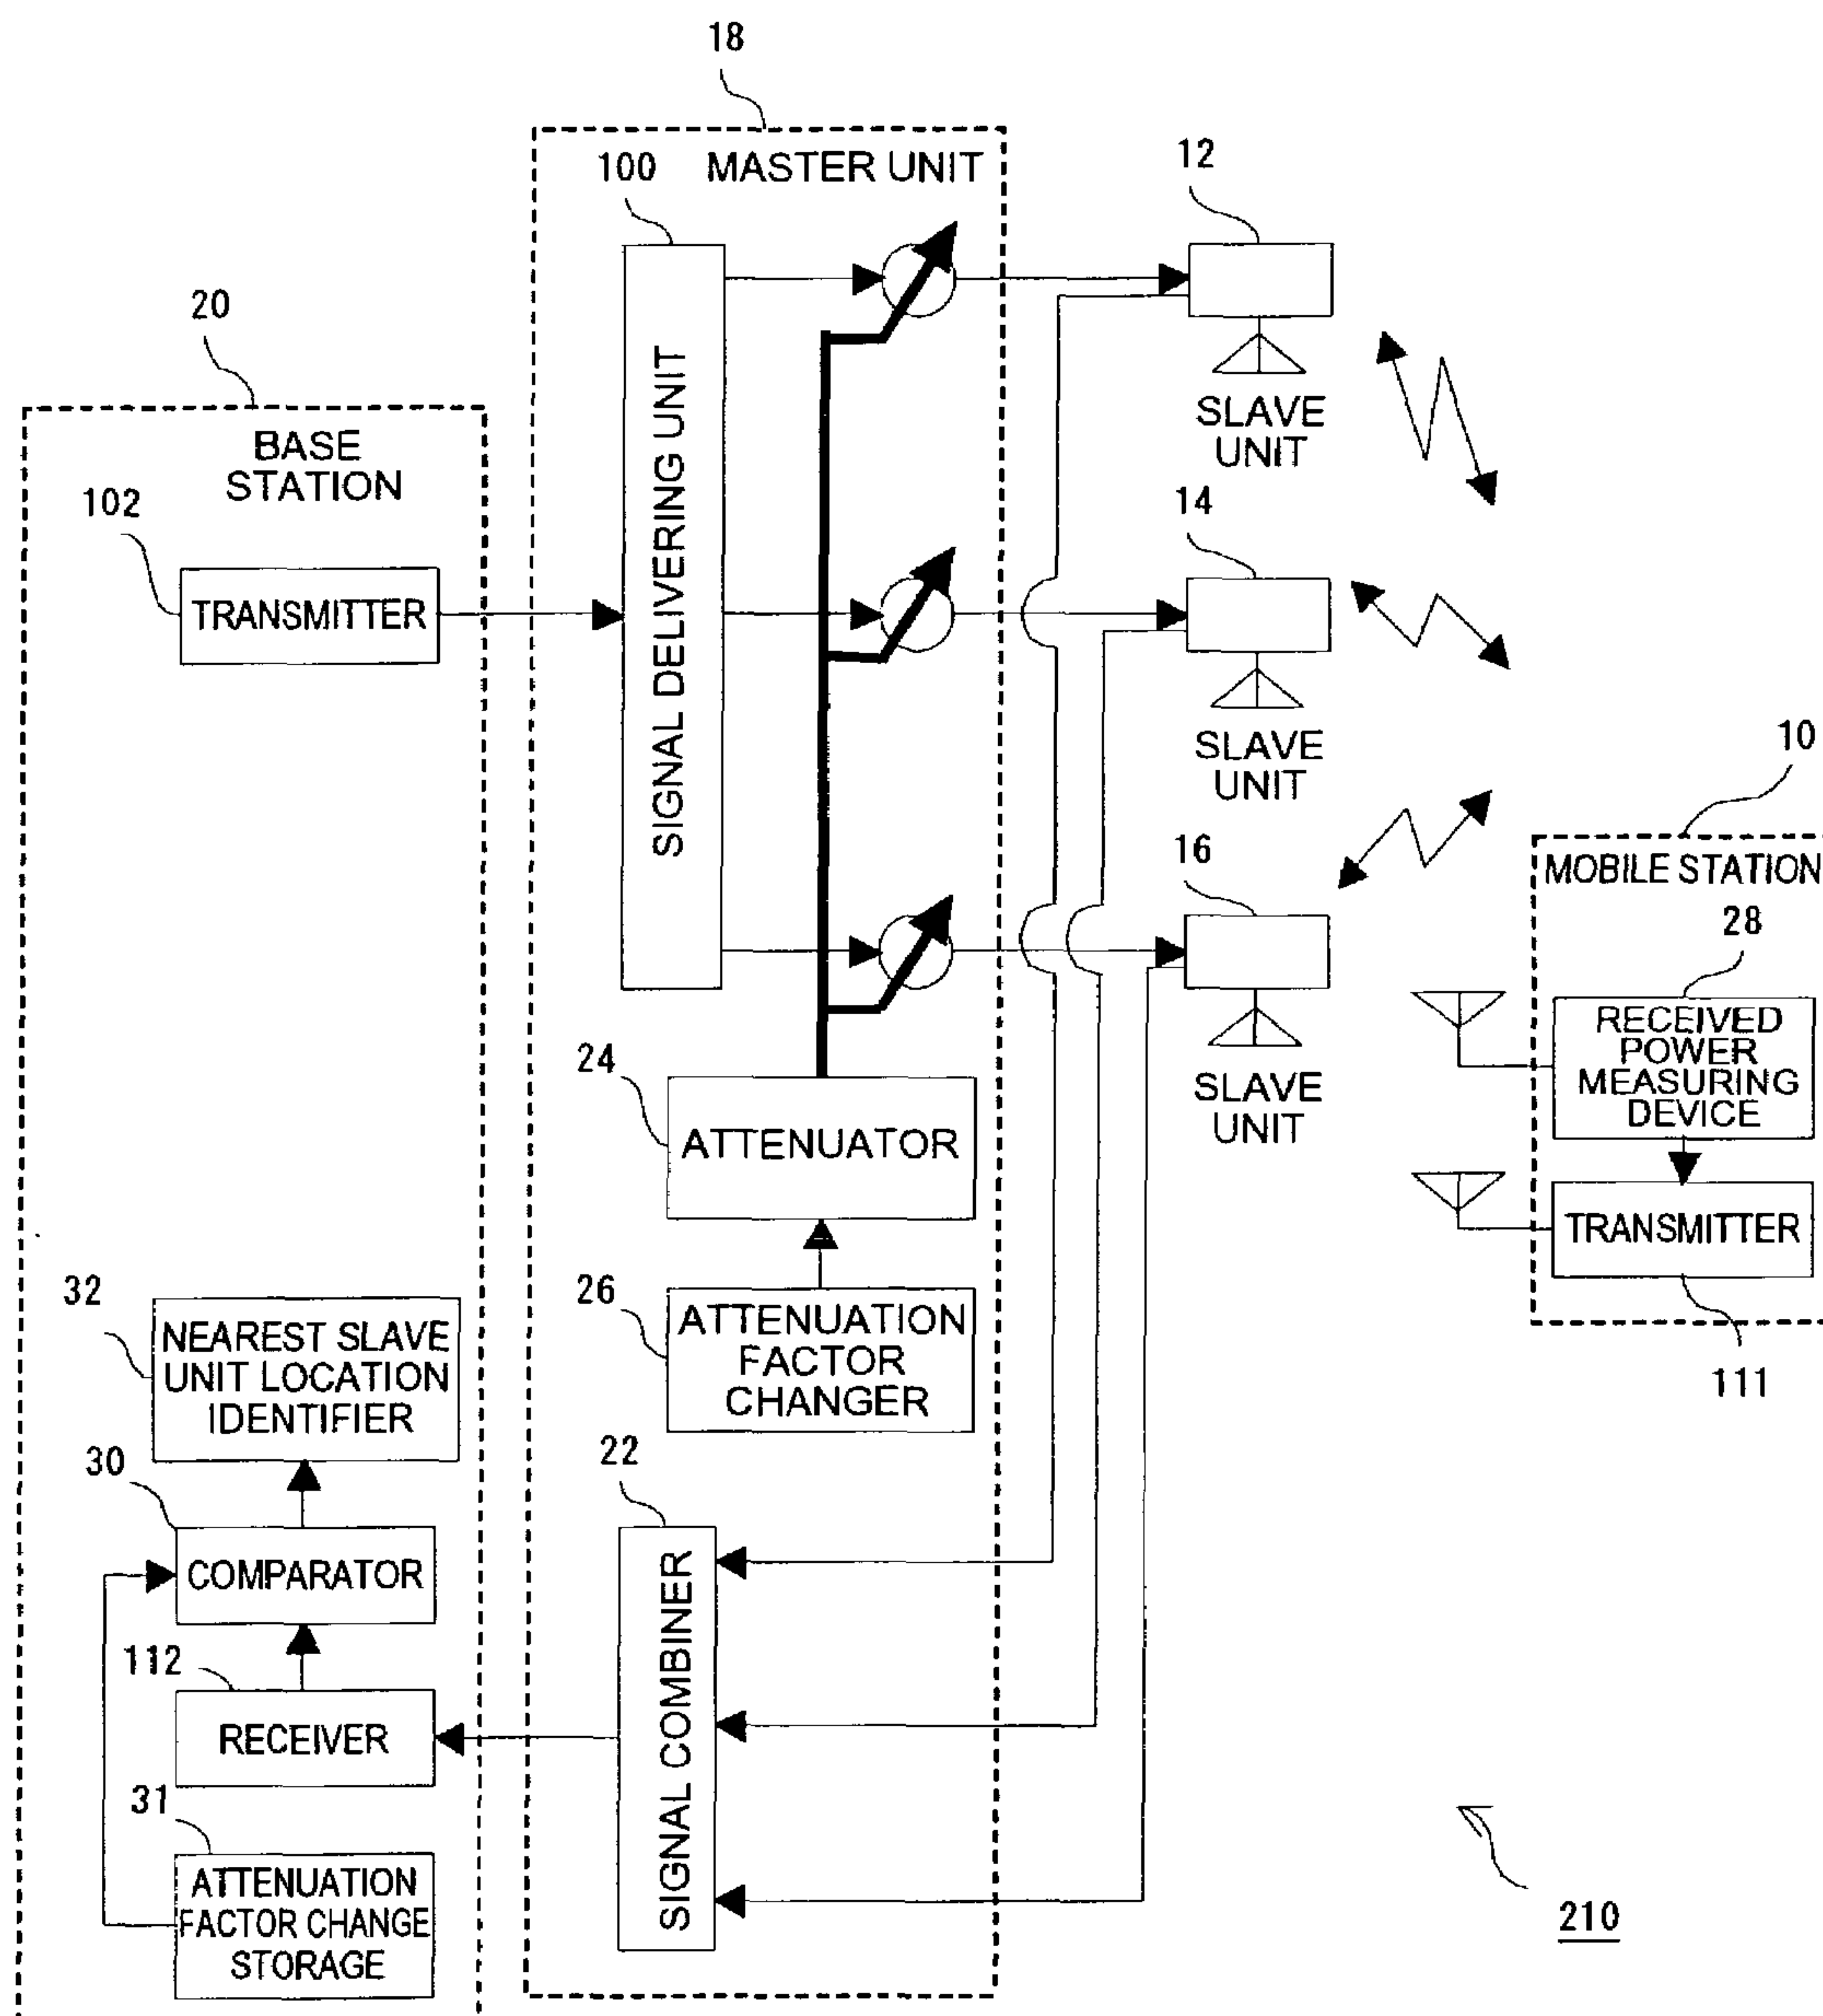 18
100
MASTER UNIT
12
20
BASE
STATION
102
TRANSMITTER
SIGNAL DELIVERING UNIT
SLAVE
UNIT
14
SLAVE
UNIT
10
MOBILE STATION
16
28
RECEIVED
POWER
MEASURING
DEVICE
SLAVE
UNIT
24
ATTENUATOR
TRANSMITTER
111
26
ATTENUATION
FACTOR
CHANGER
32
NEAREST SLAVE
UNIT LOCATION
IDENTIFIER
30
COMPARATOR
22
SIGNAL COMBINER
112
RECEIVER
31
ATTENUATION
FACTOR CHANGE
STORAGE
210